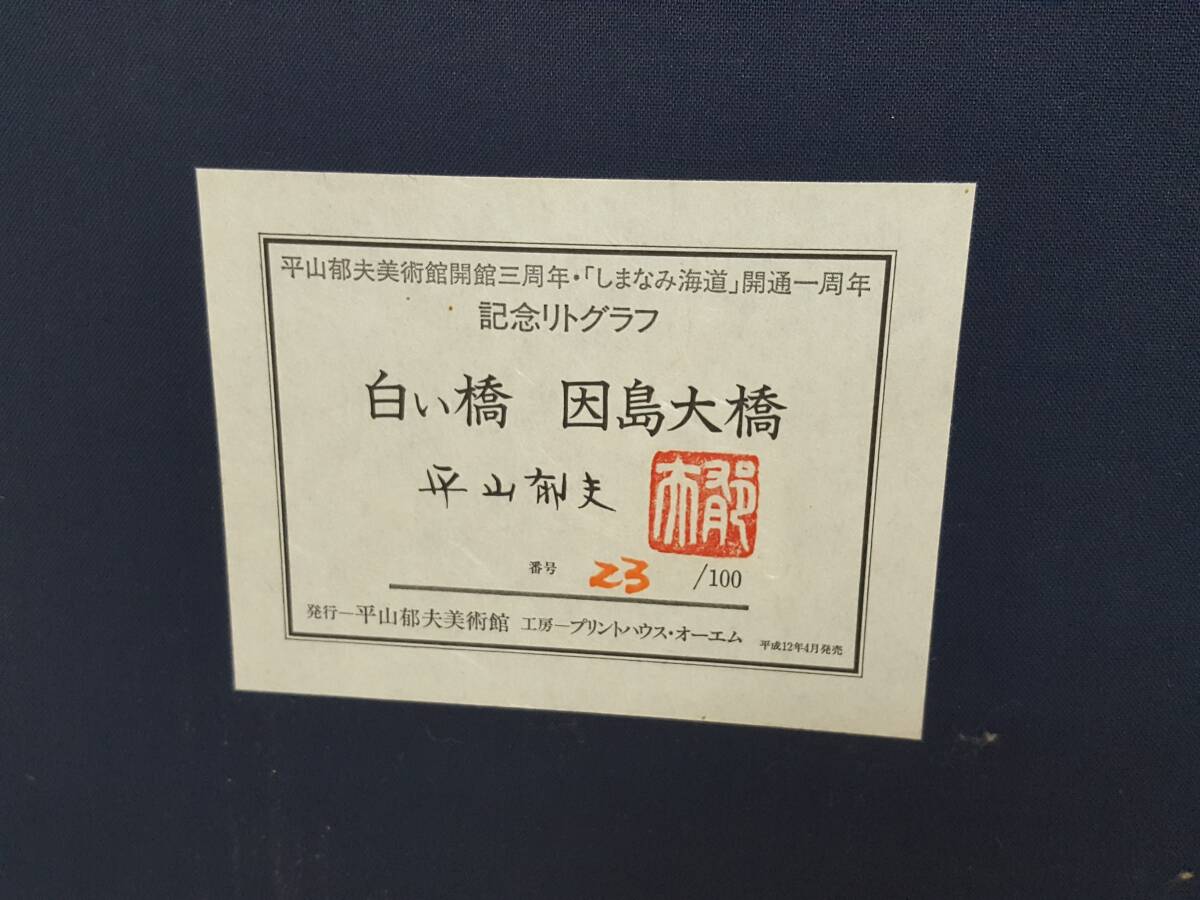 平山郁夫美術館開館三周年・「しまなみ海道」開通一周年
記念リトグラフ
白い橋 因島大橋
平山郁夫
郁夫
番号 23 /100
発行ー平山郁夫美術館 工房ープリントハウス・オーエム
平成12年4月発売